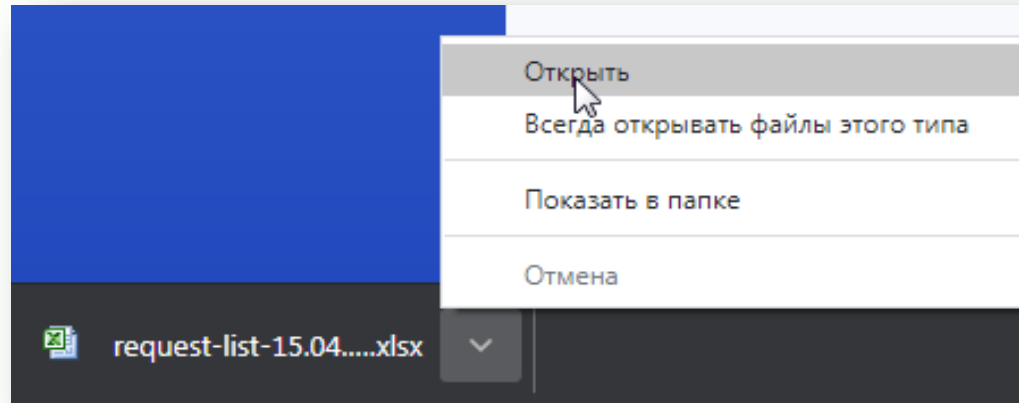 Открыть
Всегда открывать файлы этого типа
Показать в папке
Отмена
request-list-15.04.....xlsx